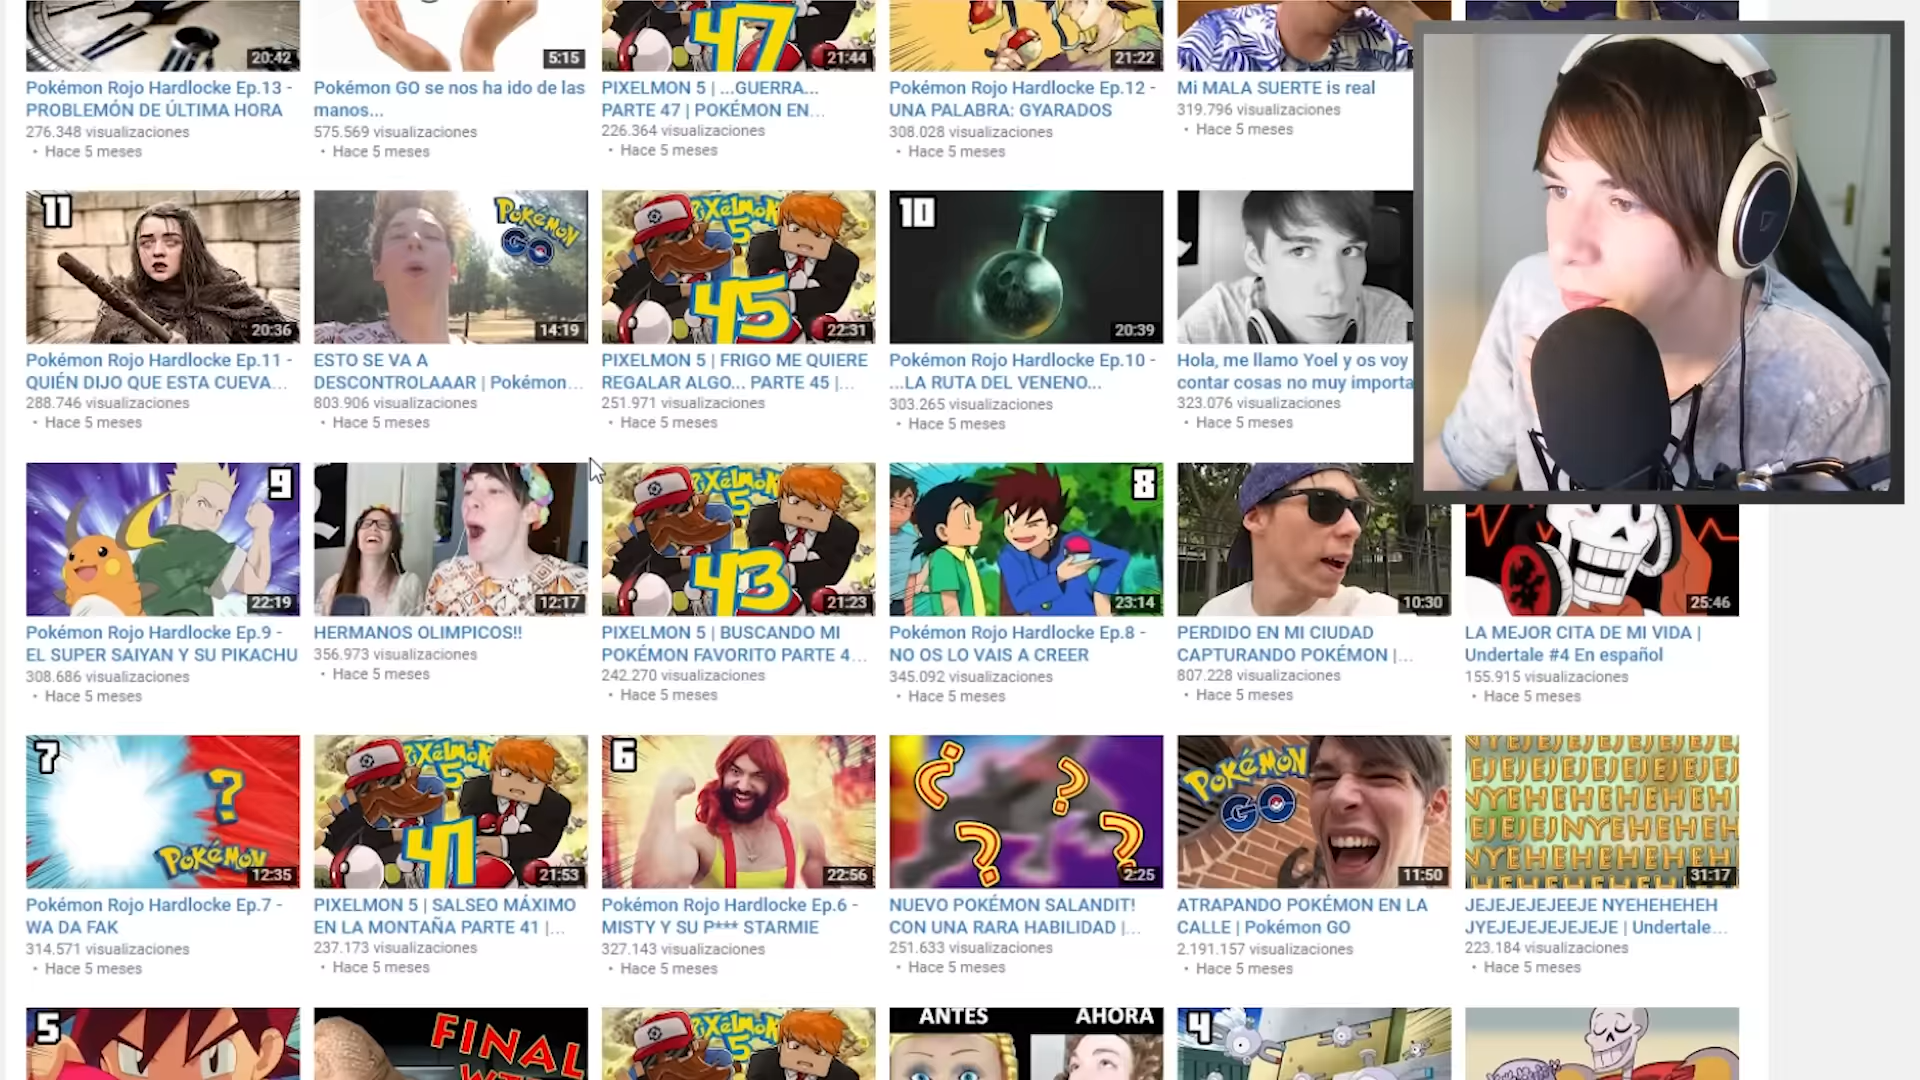 20:42
5:15
47
21:44
21:22
Pokémon Rojo Hardlocke Ep.13 -
PROBLEMÓN DE ÚLTIMA HORA
276.348 visualizaciones
• Hace 5 meses
Pokémon GO se nos ha ido de las
manos...
575.569 visualizaciones
• Hace 5 meses
PIXELMON 5 | ...GUERRA...
PARTE 47 | POKÉMON EN...
226.364 visualizaciones
• Hace 5 meses
Pokémon Rojo Hardlocke Ep.12 -
UNA PALABRA: GYARADOS
308.028 visualizaciones
• Hace 5 meses
Mi MALA SUERTE is real
319.796 visualizaciones
• Hace 5 meses
11
20:36
POKÉMON
GO
14:19
PiXELMON
5
45
22:31
10
20:39
Pokémon Rojo Hardlocke Ep.11 -
QUIÉN DIJO QUE ESTA CUEVA...
288.746 visualizaciones
• Hace 5 meses
ESTO SE VA A
DESCONTROLAAAR | Pokémon...
803.906 visualizaciones
• Hace 5 meses
PIXELMON 5 | FRIGO ME QUIERE
REGALAR ALGO... PARTE 45 |...
251.971 visualizaciones
• Hace 5 meses
Pokémon Rojo Hardlocke Ep.10 -
...LA RUTA DEL VENENO...
303.265 visualizaciones
• Hace 5 meses
Hola, me llamo Yoel y os voy
contar cosas no muy importa
323.076 visualizaciones
• Hace 5 meses
9
22:19
12:17
PiXELMON
5
43
21:23
8
23:14
10:30
25:46
Pokémon Rojo Hardlocke Ep.9 -
EL SUPER SAIYAN Y SU PIKACHU
308.686 visualizaciones
• Hace 5 meses
HERMANOS OLIMPICOS!!
356.973 visualizaciones
• Hace 5 meses
PIXELMON 5 | BUSCANDO MI
POKÉMON FAVORITO PARTE 4...
242.270 visualizaciones
• Hace 5 meses
Pokémon Rojo Hardlocke Ep.8 -
NO OS LO VAIS A CREER
345.092 visualizaciones
• Hace 5 meses
PERDIDO EN MI CIUDAD
CAPTURANDO POKÉMON |...
807.228 visualizaciones
• Hace 5 meses
LA MEJOR CITA DE MI VIDA |
Undertale #4 En español
155.915 visualizaciones
• Hace 5 meses
7
?
POKÉMON
12:35
PiXELMON
5
41
21:53
6
22:56
¿ ? ? ?
2:25
POKÉMON
GO
11:50
NYEJEJEJEJEJEJEJEJ
EJEJEJEJEJEJEJEJEJ
NYEHEHEHEHEHEH
EJEJEJEJNYEHEHEH
NYEHEHEHEHEHEH
31:17
Pokémon Rojo Hardlocke Ep.7 -
WA DA FAK
314.571 visualizaciones
• Hace 5 meses
PIXELMON 5 | SALSEO MÁXIMO
EN LA MONTAÑA PARTE 41 |...
237.173 visualizaciones
• Hace 5 meses
Pokémon Rojo Hardlocke Ep.6 -
MISTY Y SU P*** STARMIE
327.143 visualizaciones
• Hace 5 meses
NUEVO POKÉMON SALANDIT!
CON UNA RARA HABILIDAD |...
251.633 visualizaciones
• Hace 5 meses
ATRAPANDO POKÉMON EN LA
CALLE | Pokémon GO
2.191.157 visualizaciones
• Hace 5 meses
JEJEJEJEJEEJE NYEHEHEHEH
JYEJEJEJEJEJEJE | Undertale...
223.184 visualizaciones
• Hace 5 meses
5
FINAL
PiXELMON
5
ANTES
AHORA
4